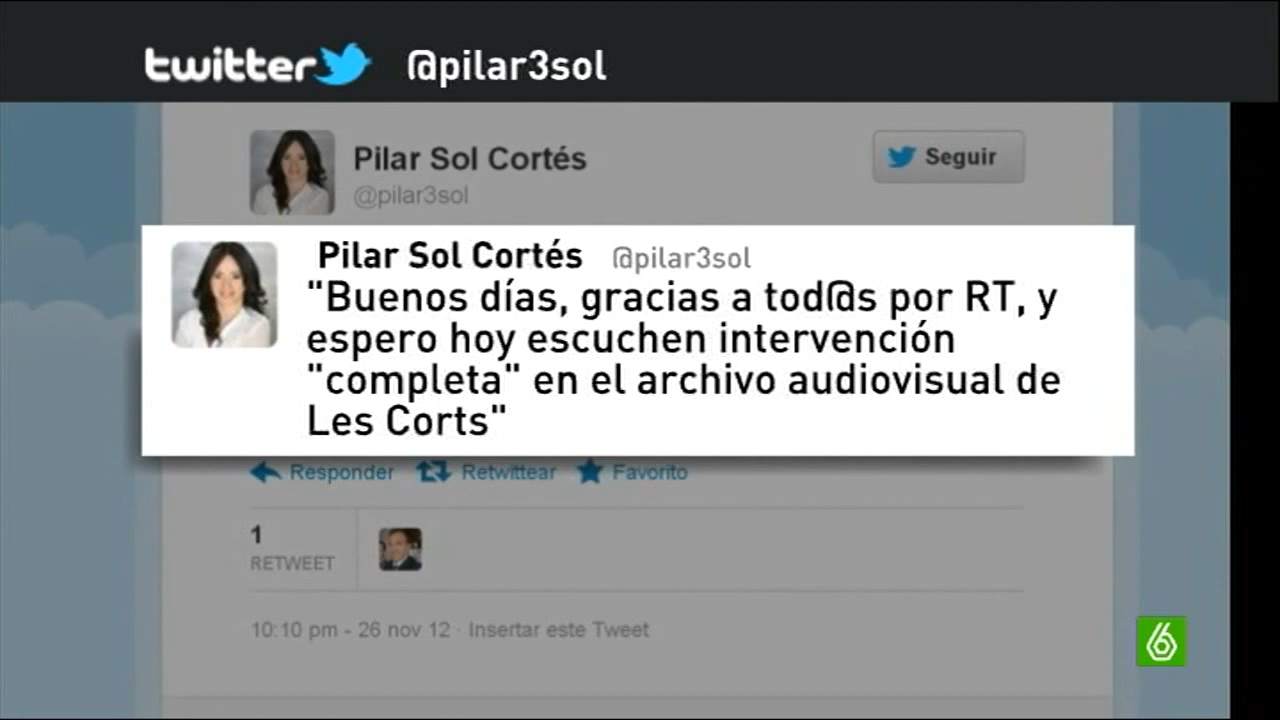 twitter @pilar3sol
Pilar Sol Cortés
@pilar3sol
Seguir
Pilar Sol Cortés @pilar3sol
"Buenos días, gracias a tod@s por RT, y
espero hoy escuchen intervención
"completa" en el archivo audiovisual de
Les Corts"
Responder Retwittear Favorito
1
RETWEET
10:10 pm - 26 nov 12 · Insertar este Tweet
6